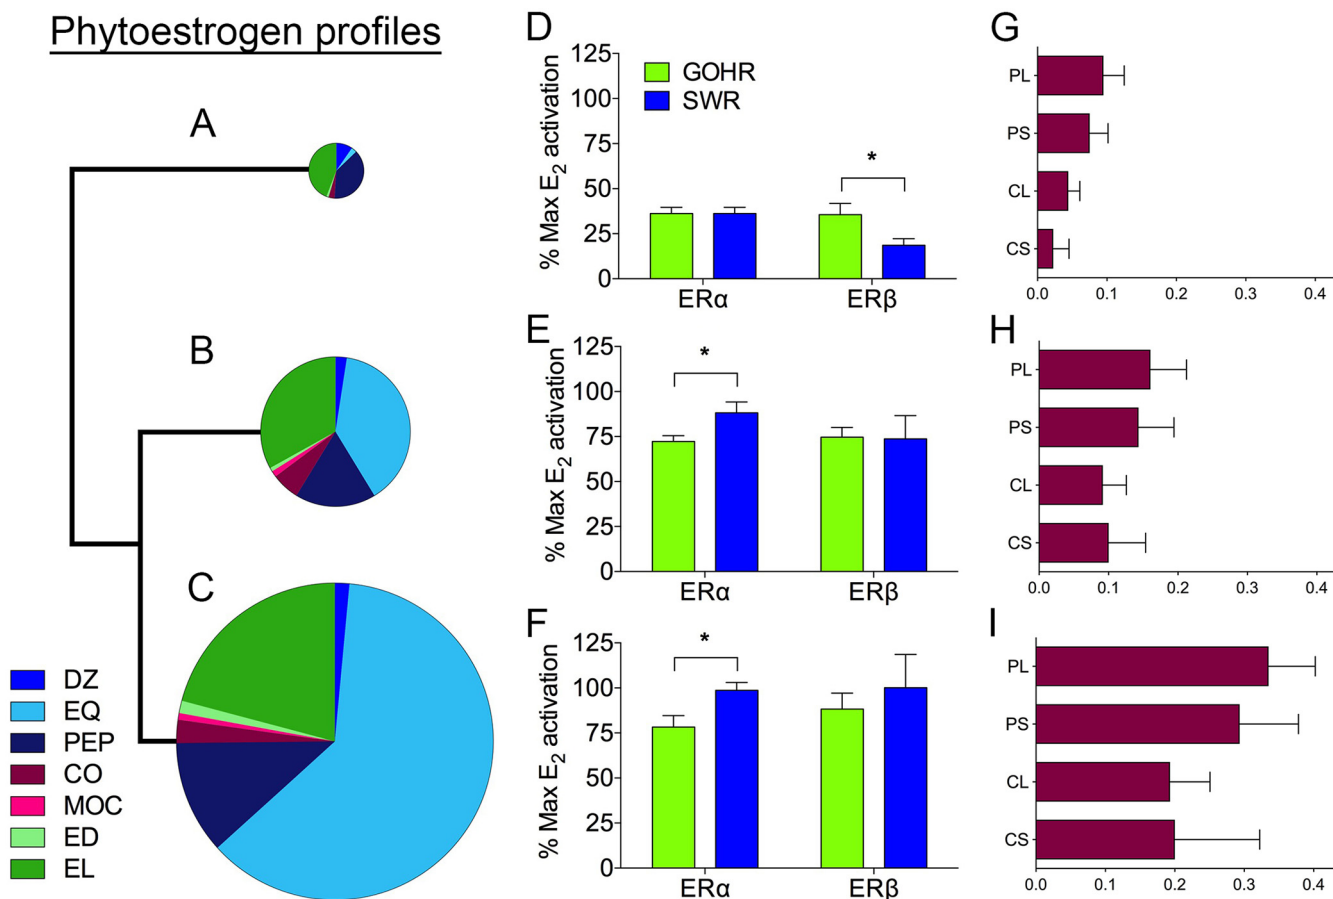 Phytoestrogen profiles
A
B
C
DZ
EQ
PEP
CO
MOC
ED
EL
D
% Max E2 activation
125
100
75
50
25
0
GOHR
SWR
*
ERα ERβ
E
% Max E2 activation
125
100
75
50
25
0
*
ERα ERβ
F
% Max E2 activation
125
100
75
50
25
0
*
ERα ERβ
G
PL
PS
CL
CS
0.0 0.1 0.2 0.3 0.4
H
PL
PS
CL
CS
0.0 0.1 0.2 0.3 0.4
I
PL
PS
CL
CS
0.0 0.1 0.2 0.3 0.4